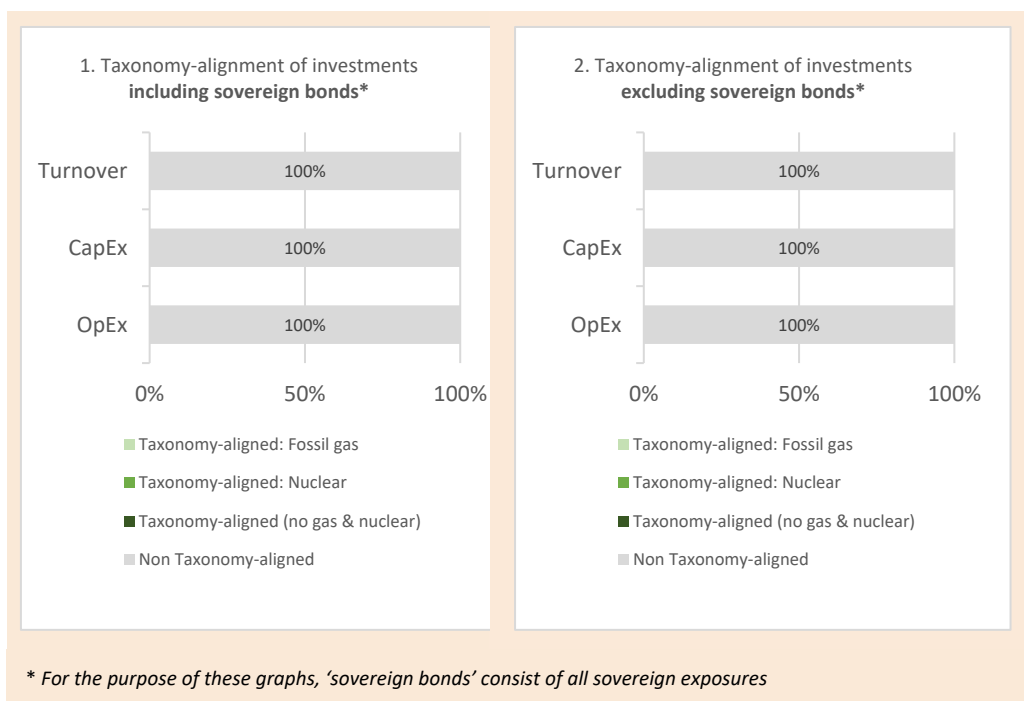 1. Taxonomy-alignment of investments
including sovereign bonds*
Turnover
100%
CapEx
100%
OpEx
100%
0%
50%
100%
Taxonomy-aligned: Fossil gas
Taxonomy-aligned: Nuclear
Taxonomy-aligned (no gas & nuclear)
Non Taxonomy-aligned
2. Taxonomy-alignment of investments
excluding sovereign bonds*
Turnover
100%
CapEx
100%
OpEx
100%
0%
50%
100%
Taxonomy-aligned: Fossil gas
Taxonomy-aligned: Nuclear
Taxonomy-aligned (no gas & nuclear)
Non Taxonomy-aligned
* For the purpose of these graphs, ‘sovereign bonds’ consist of all sovereign exposures